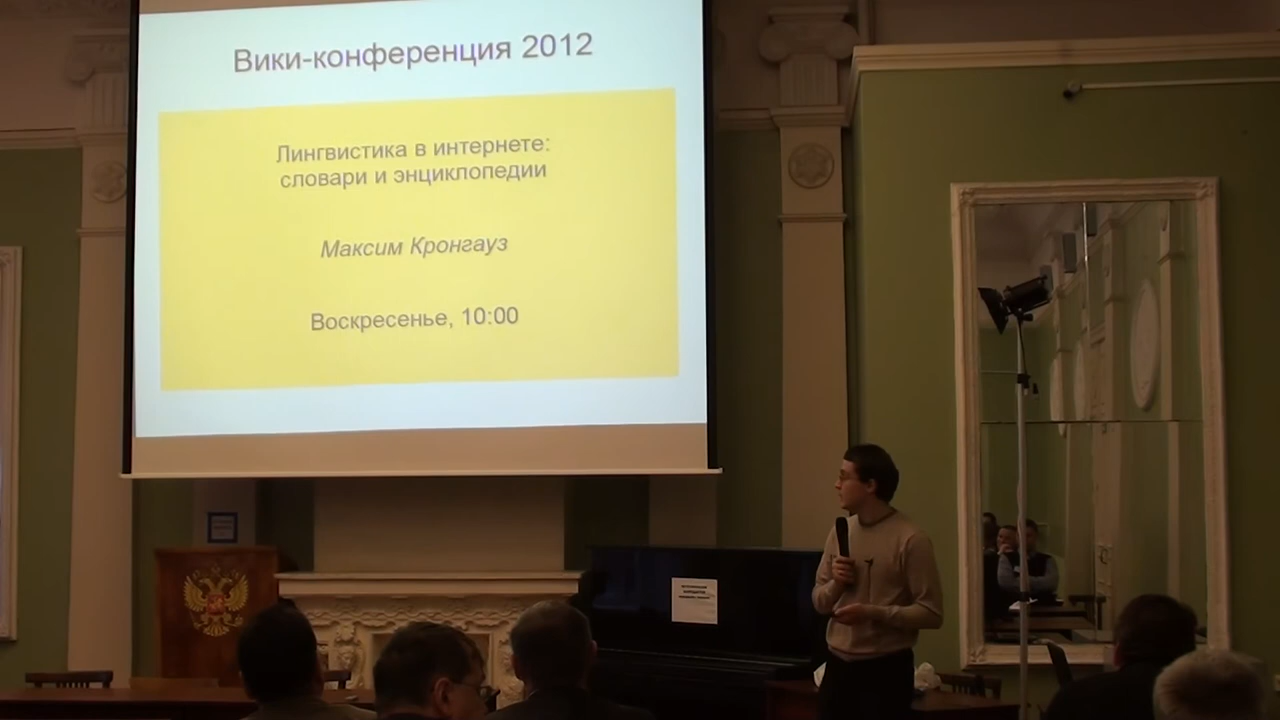 Вики-конференция 2012
Лингвистика в интернете:
словари и энциклопедии
Максим Кронгауз
Воскресенье, 10:00